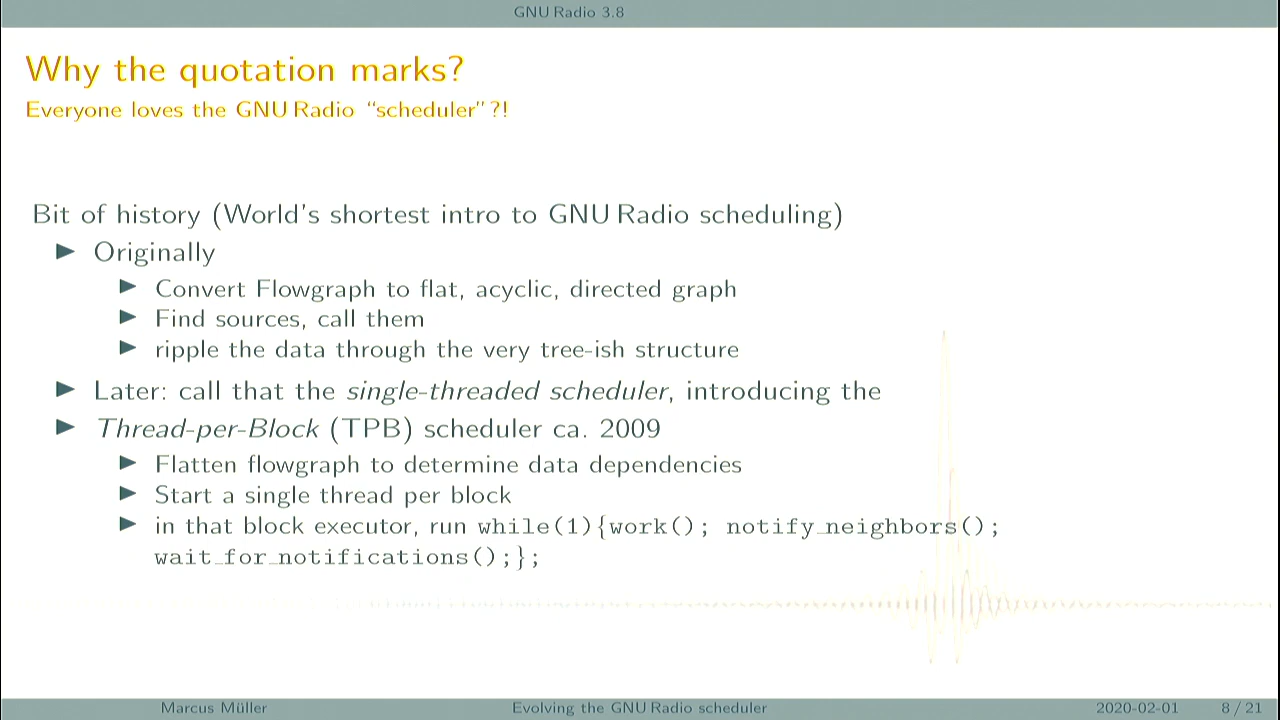 GNU Radio 3.8
Why the quotation marks?
Everyone loves the GNU Radio “scheduler”?!
Bit of history (World's shortest intro to GNU Radio scheduling)
Originally
Convert Flowgraph to flat, acyclic, directed graph
Find sources, call them
ripple the data through the very tree-ish structure
Later: call that the single-threaded scheduler, introducing the
Thread-per-Block (TPB) scheduler ca. 2009
Flatten flowgraph to determine data dependencies
Start a single thread per block
in that block executor, run while(1){work(); notify_neighbors();
wait_for_notifications();};
Marcus Müller Evolving the GNU Radio scheduler 2020-02-01 8 / 21